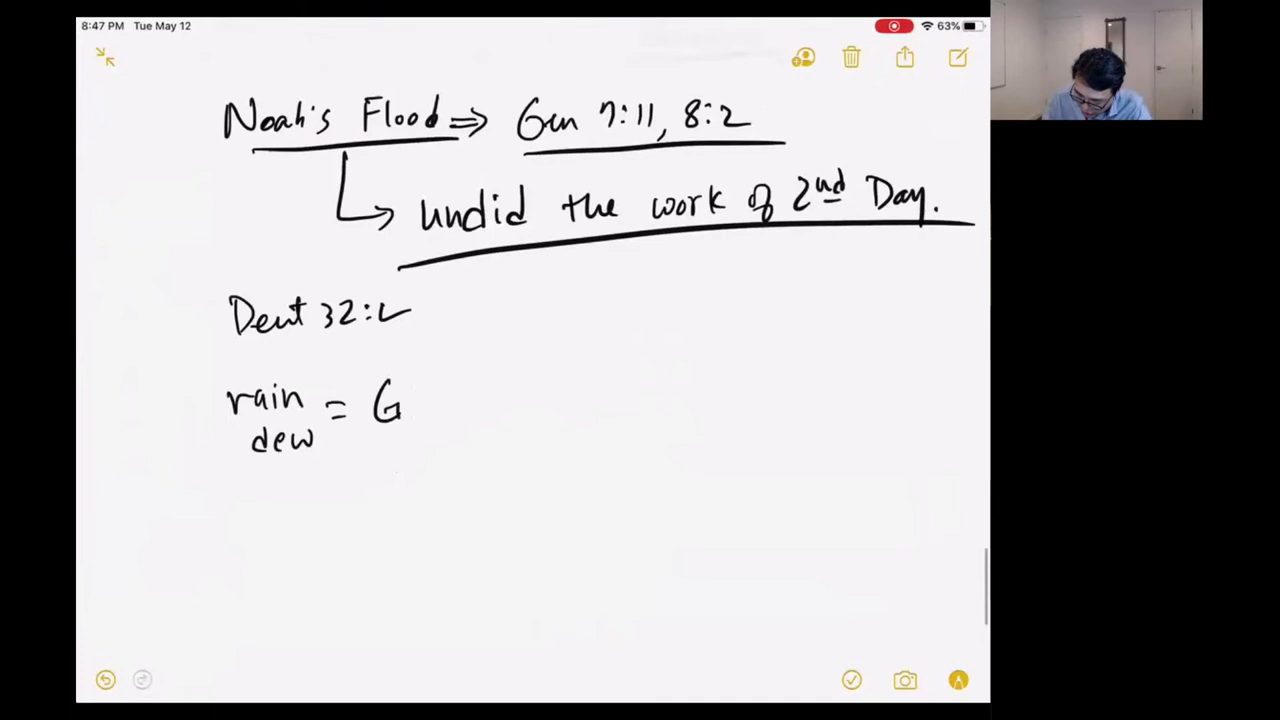 8:47 PM Tue May 12
63%
Noah's Flood ⇒ Gen 7:11, 8:2
↳ undid the work of 2nd Day.
Deut 32:2
rain
dew = G